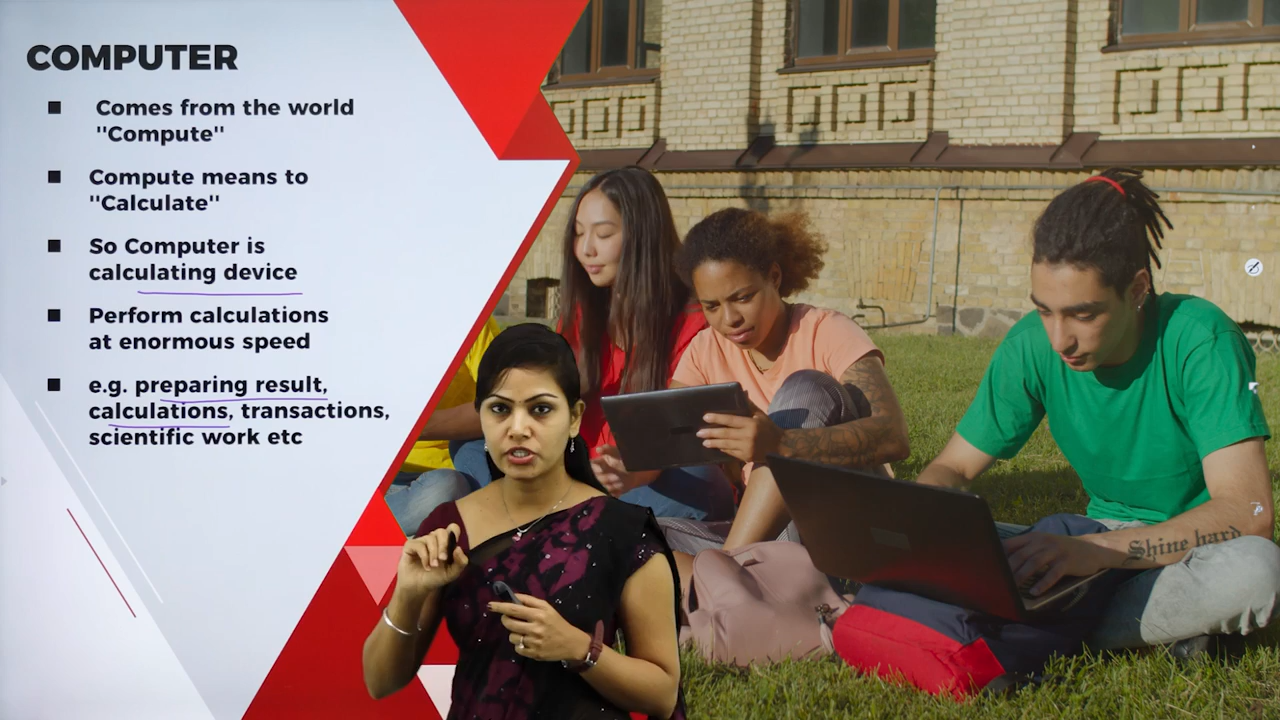 COMPUTER
■ Comes from the world
"Compute"
■ Compute means to
"Calculate"
■ So Computer is
calculating device
■ Perform calculations
at enormous speed
■ e.g. preparing result,
calculations, transactions,
scientific work etc
Shine hard